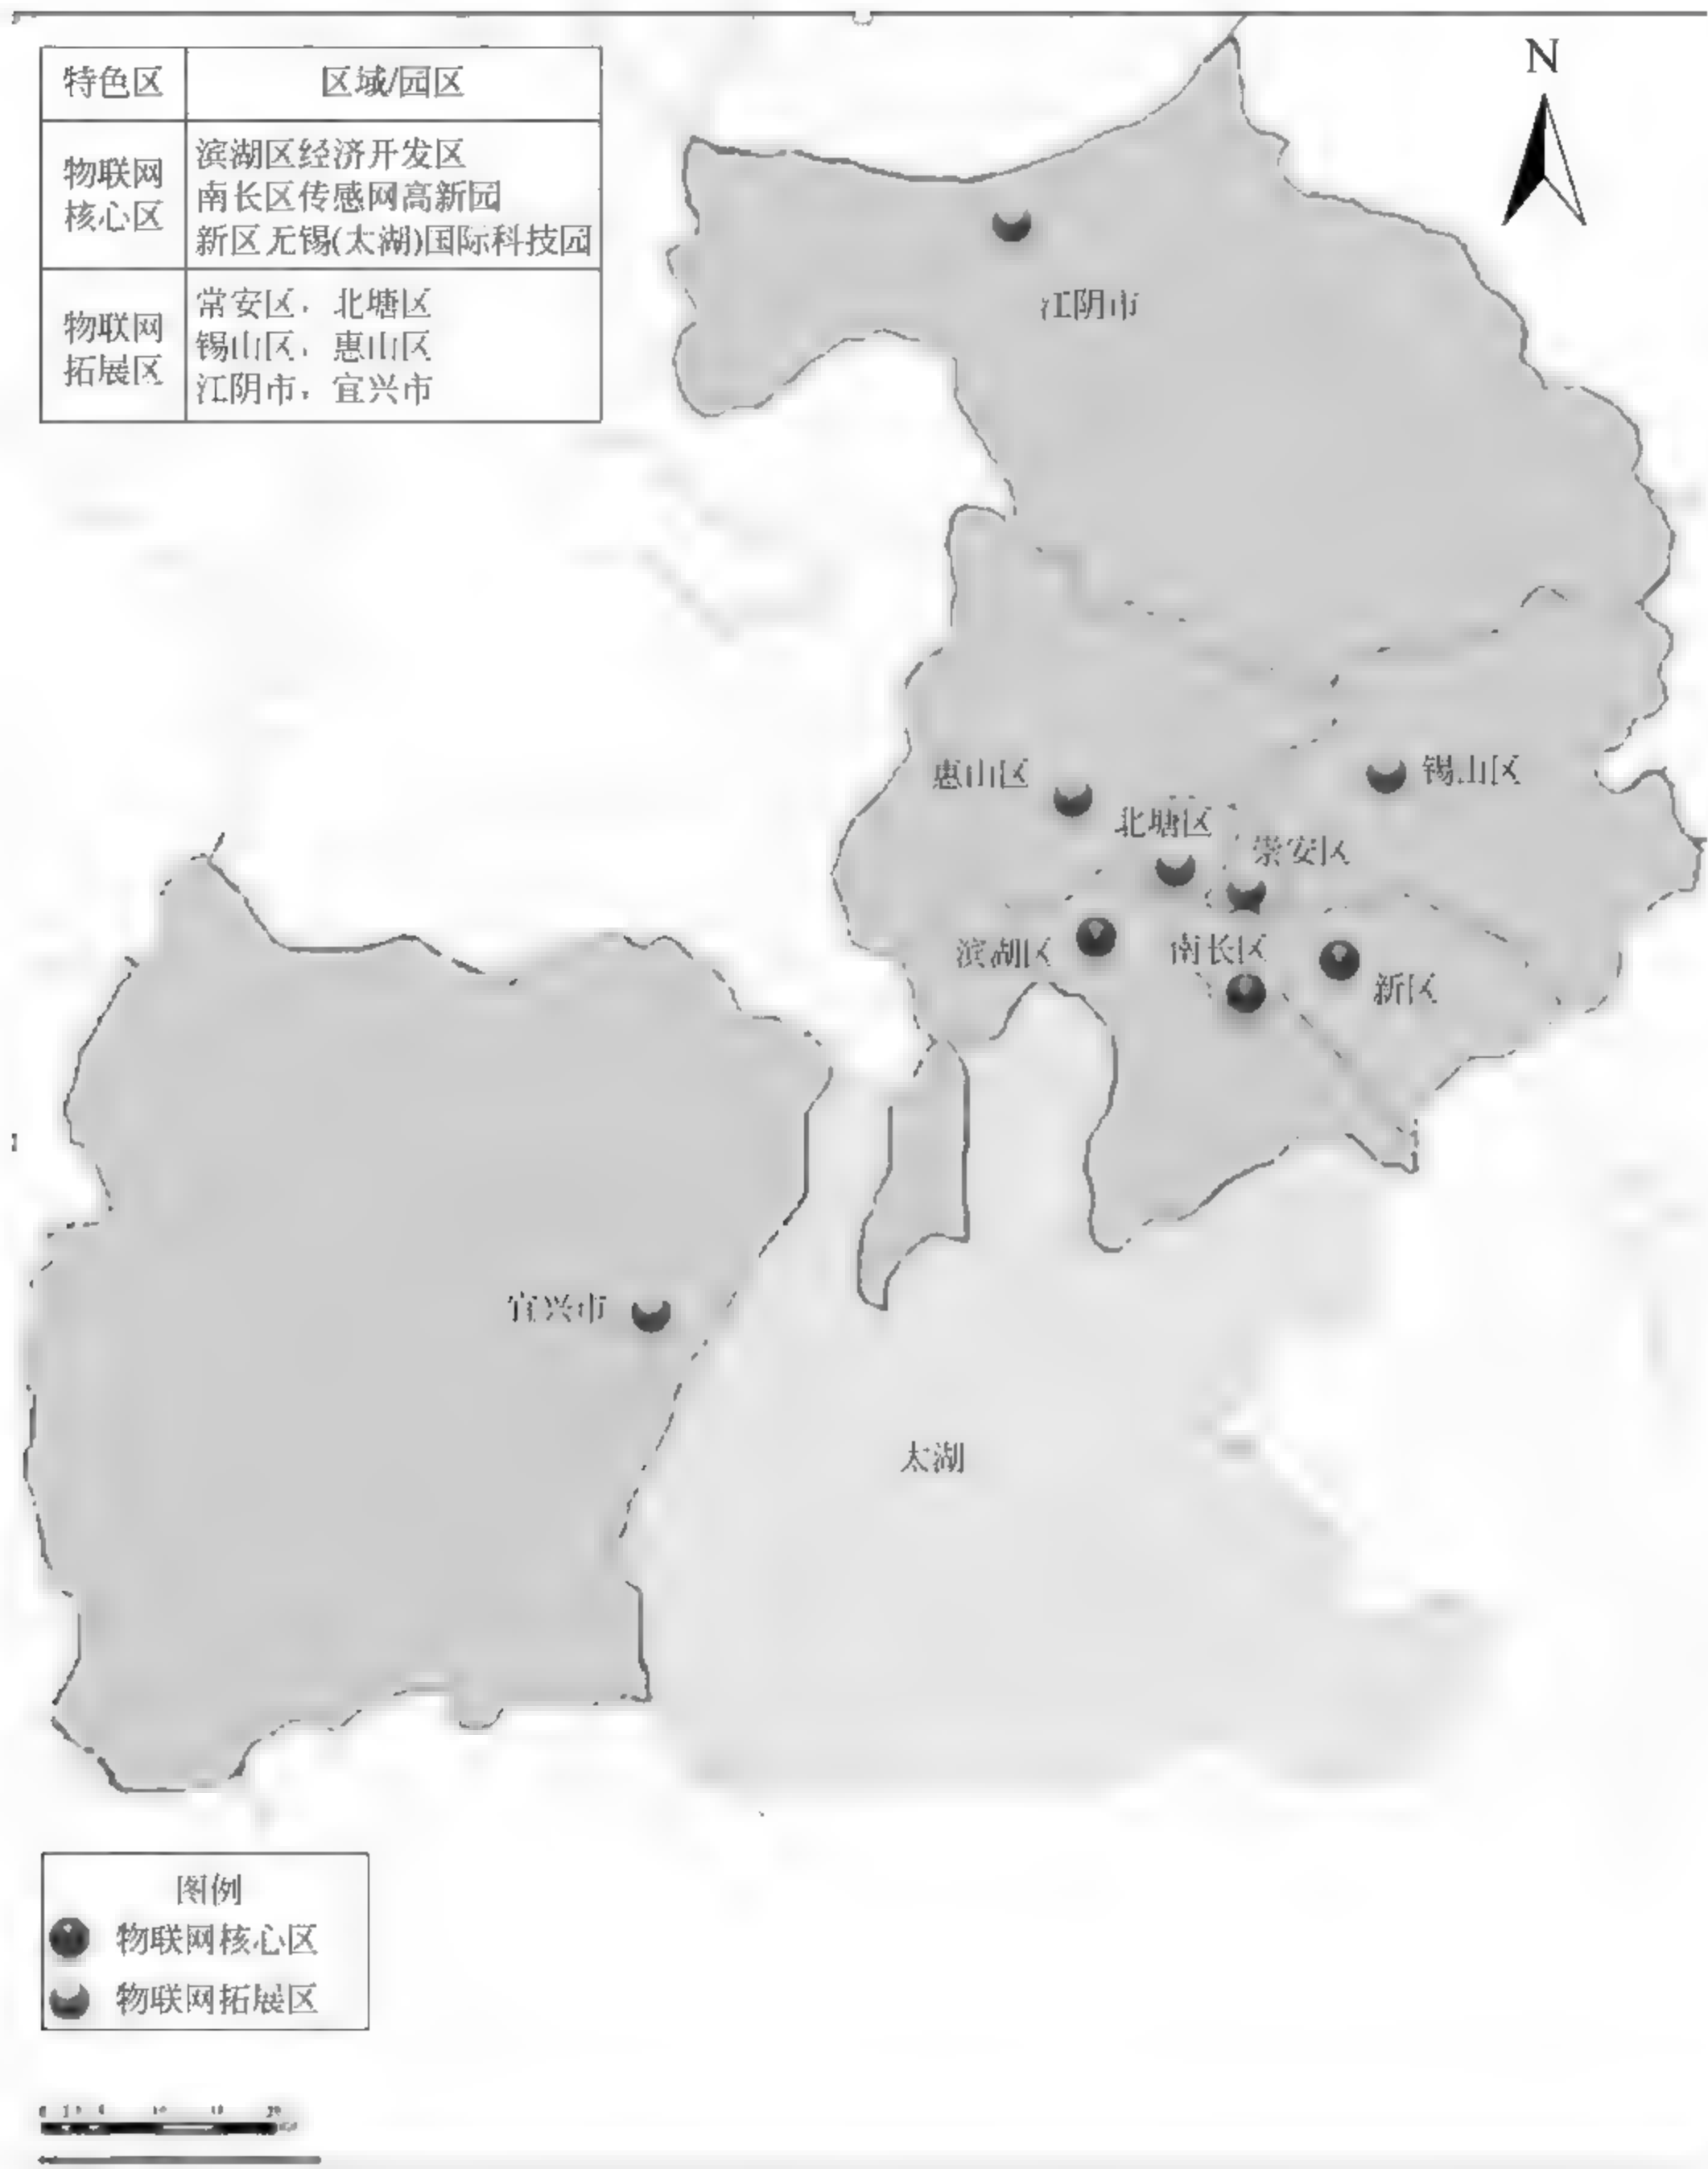 特色区 区域/园区
物联网
核心区
滨湖区经济开发区
南长区传感网高新园
新区无锡(太湖)国际科技园
物联网
拓展区
常安区，北塘区
锡山区，惠山区
江阴市，宜兴市
N
江阴市
惠山区
锡山区
北塘区
崇安区
滨湖区
南长区
新区
宜兴市
太湖
图例
物联网核心区
物联网拓展区